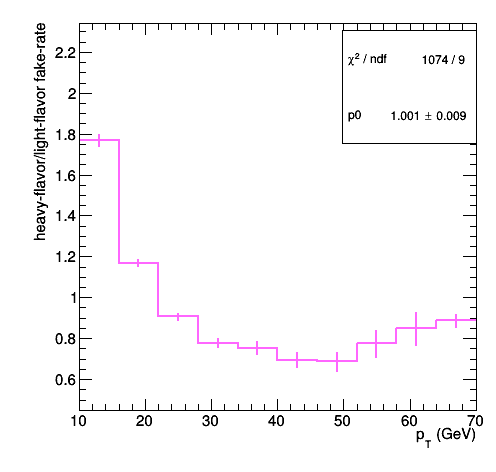 heavy-flavor/light-flavor fake-rate
χ² / ndf 1074 / 9
p0 1.001 ± 0.009
2.2
2
1.8
1.6
1.4
1.2
1
0.8
0.6
10 20 30 40 50 60 70
p_T (GeV)